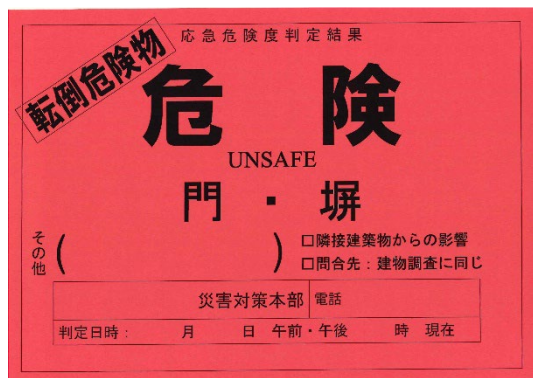 応急危険度判定結果
転倒危険物
危険
UNSAFE
門・塀
その他( )
□隣接建築物からの影響
□問合先：建物調査に同じ
災害対策本部 電話
判定日時： 月 日 午前・午後 時 現在